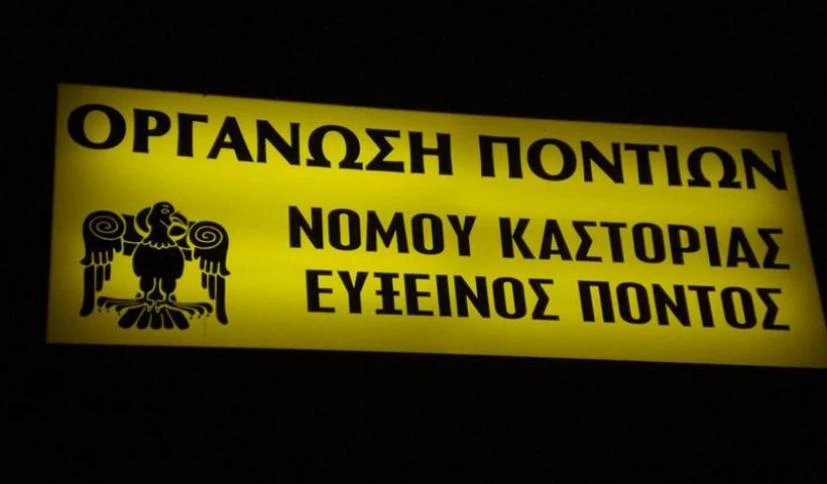 ΟΡΓΑΝΩΣΗ ΠΟΝΤΙΩΝ
ΝΟΜΟΥ ΚΑΣΤΟΡΙΑΣ
ΕΥΞΕΙΝΟΣ ΠΟΝΤΟΣ